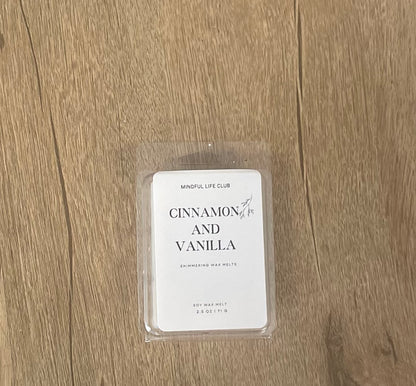 MINDFUL LIFE CLUB
CINNAMON
AND
VANILLA
SHIMMERING WAX MELTS
SOY WAX MELT
2.5 OZ | 71 G